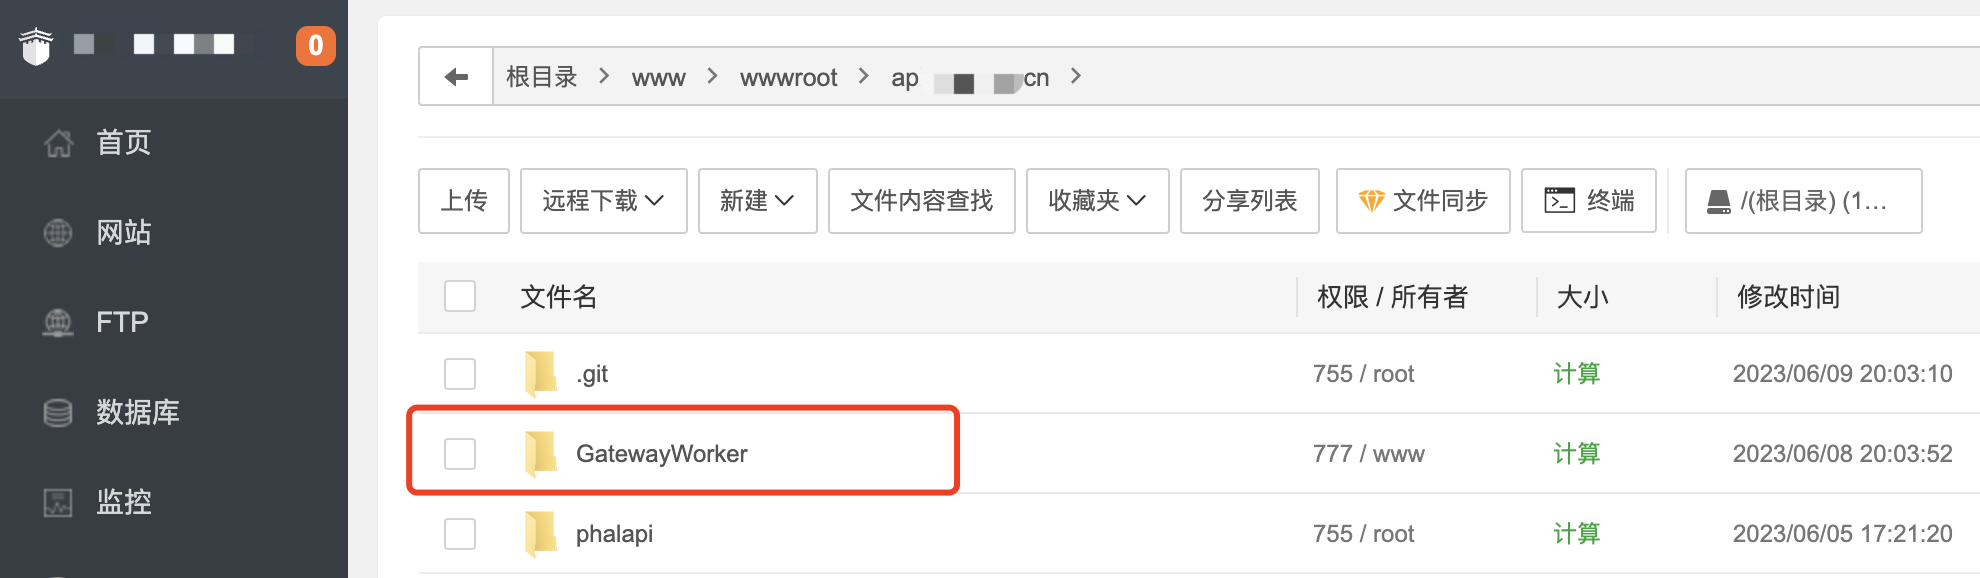 0
首页
网站
FTP
数据库
监控
根目录 > www > wwwroot > ap cn >
上传 远程下载 新建 文件内容查找 收藏夹 分享列表 文件同步 终端 /(根目录) (1...
文件名 权限 / 所有者 大小 修改时间
.git 755 / root 计算 2023/06/09 20:03:10
GatewayWorker 777 / www 计算 2023/06/08 20:03:52
phalapi 755 / root 计算 2023/06/05 17:21:20